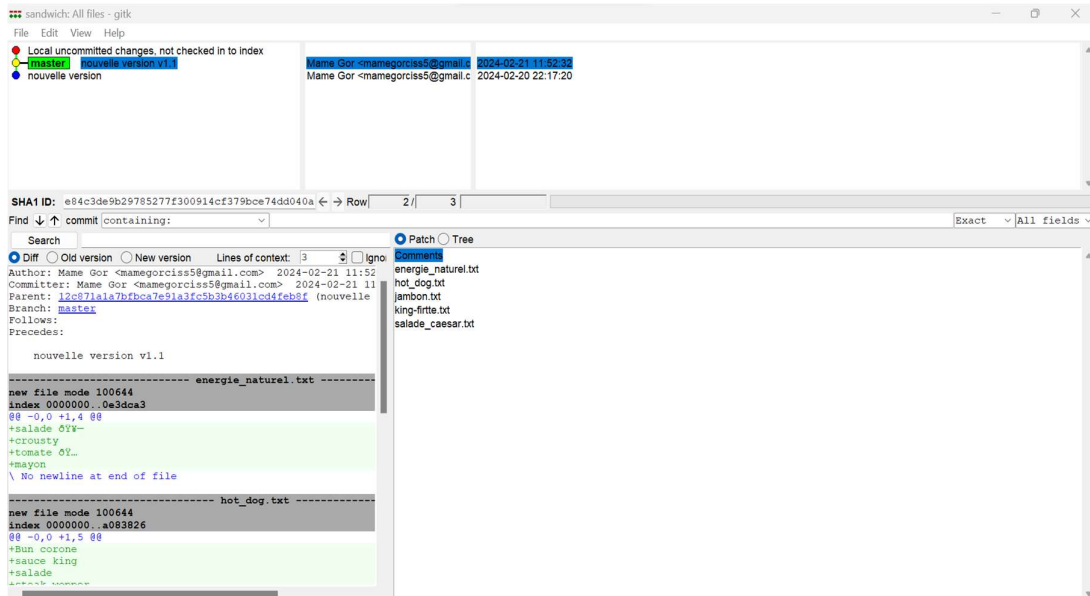 sandwich: All files - gitk
File Edit View Help
Local uncommitted changes, not checked in to index
master nouvelle version v1.1 Mame Gor <mamegorciss5@gmail.c 2024-02-21 11:52:32
nouvelle version Mame Gor <mamegorciss5@gmail.c 2024-02-20 22:17:20
SHA1 ID: e84c3de9b29785277f300914cf379bce74dd040a ← → Row 2 / 3
Find ↓ ↑ commit containing: Exact All fields
Search
Patch Tree
Diff Old version New version Lines of context: 3 Ignor
Comments
energie_naturel.txt
hot_dog.txt
jambon.txt
king-firtte.txt
salade_caesar.txt
Author: Mame Gor <mamegorciss5@gmail.com> 2024-02-21 11:52
Committer: Mame Gor <mamegorciss5@gmail.com> 2024-02-21 11
Parent: 12c871a1a7bfbca7e91a3fc5b3b46031cd4feb8f (nouvelle
Branch: master
Follows:
Precedes:
nouvelle version v1.1
---------------------------- energie_naturel.txt ---------
new file mode 100644
index 0000000..0e3dca3
@@ -0,0 +1,4 @@
+salade ðŸ¥—
+crousty
+tomate ðŸ…
+mayon
\ No newline at end of file
-------------------------------- hot_dog.txt -------------
new file mode 100644
index 0000000..a083826
@@ -0,0 +1,5 @@
+Bun corone
+sauce king
+salade
+steak wopper